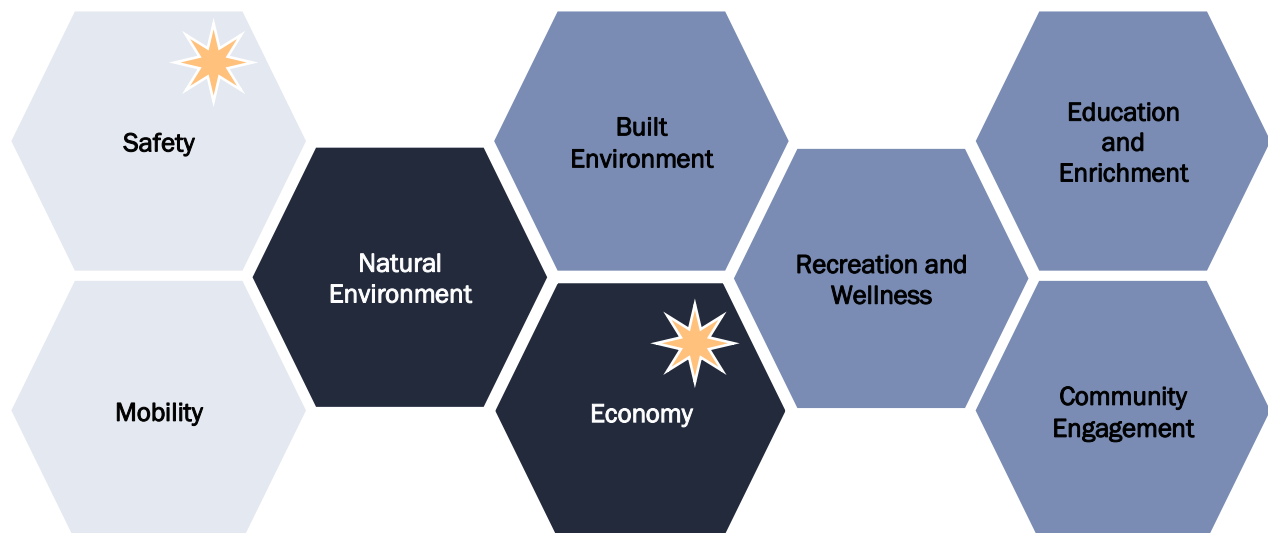 Safety
Mobility
Natural
Environment
Built
Environment
Economy
Recreation and
Wellness
Education
and
Enrichment
Community
Engagement